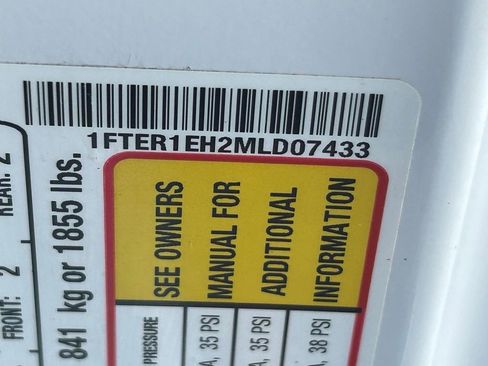 1FTER1EH2MLD07433
SEE OWNERS
MANUAL FOR
ADDITIONAL
INFORMATION
PRESSURE
, 35 PSI
, 35 PSI
, 38 PSI
841 kg or 1855 lbs.
FRONT: 2
REAR: 2